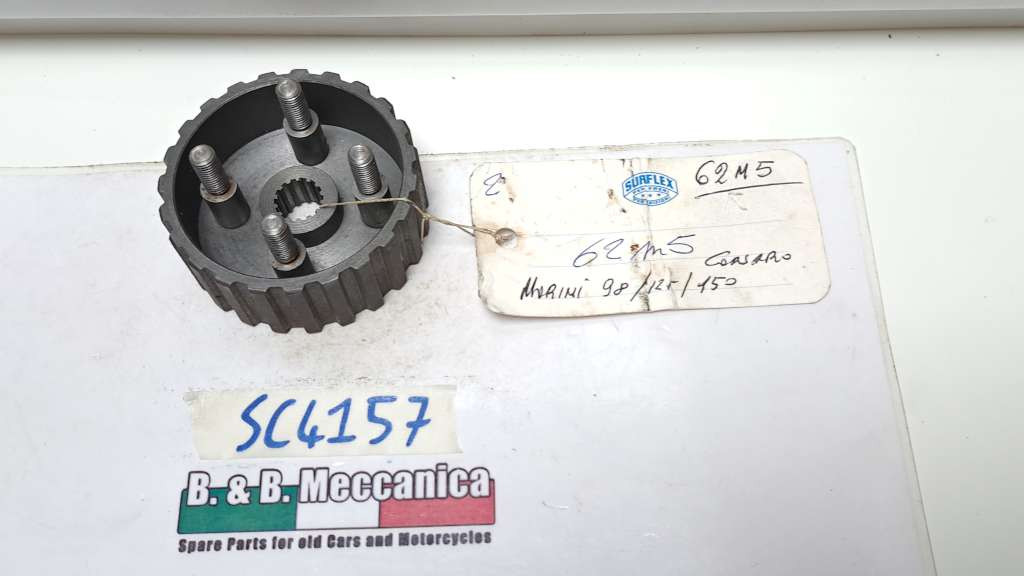 2
SURFLEX
62M5
62M5 CORSARO
MORINI 98/125/150
SC4157
B. & B. Meccanica
Spare Parts for old Cars and Motorcycles